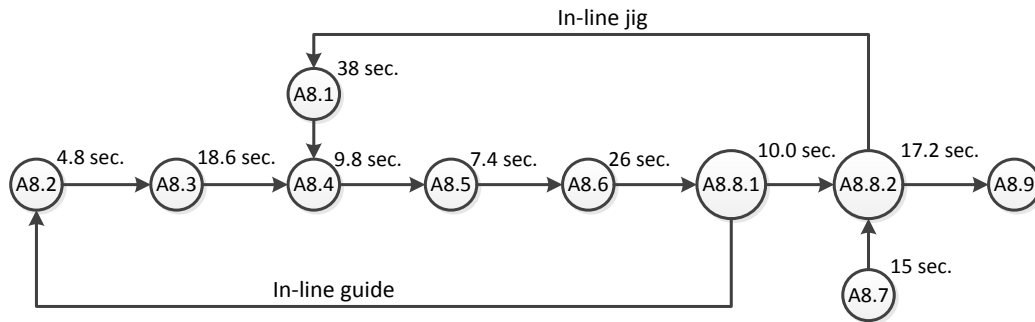 In-line jig
38 sec.
A8.1
4.8 sec.
18.6 sec.
9.8 sec.
7.4 sec.
26 sec.
10.0 sec.
17.2 sec.
A8.2
A8.3
A8.4
A8.5
A8.6
A8.8.1
A8.8.2
A8.9
15 sec.
In-line guide
A8.7